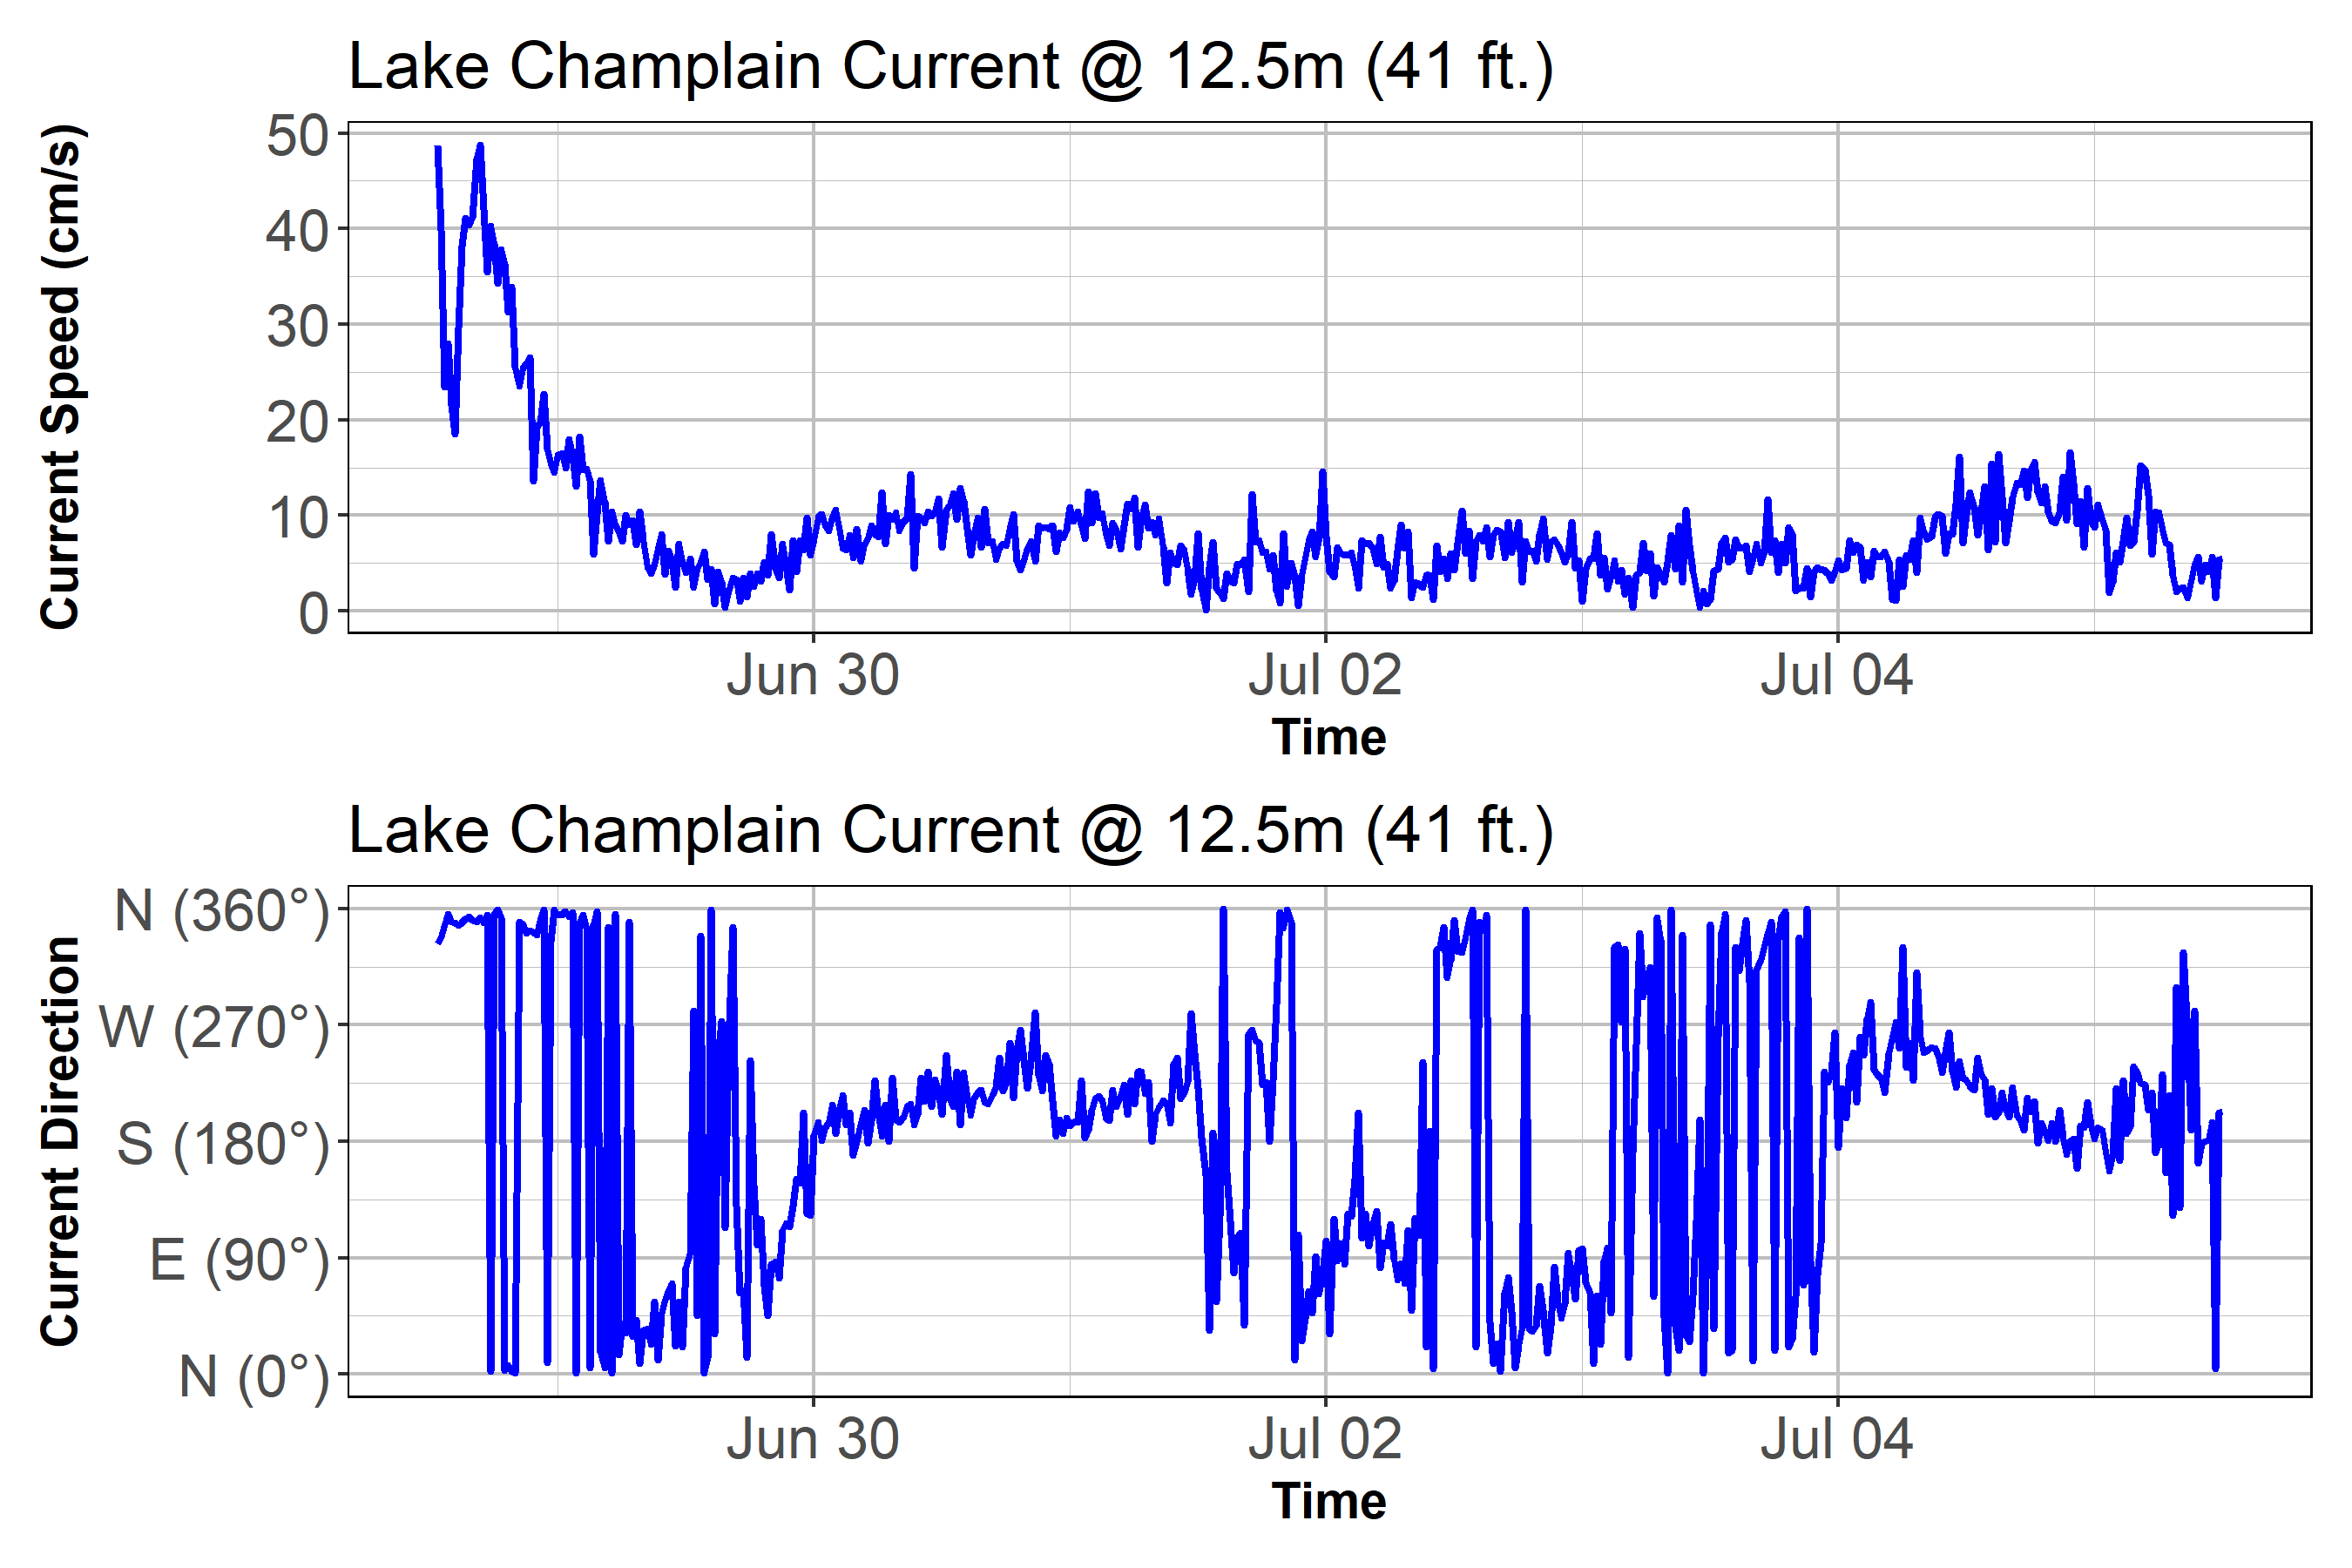 Lake Champlain Current @ 12.5m (41 ft.)
Current Speed (cm/s)
50
40
30
20
10
0
Jun 30 Jul 02 Jul 04
Time
Lake Champlain Current @ 12.5m (41 ft.)
Current Direction
N (360°)
W (270°)
S (180°)
E (90°)
N (0°)
Jun 30 Jul 02 Jul 04
Time